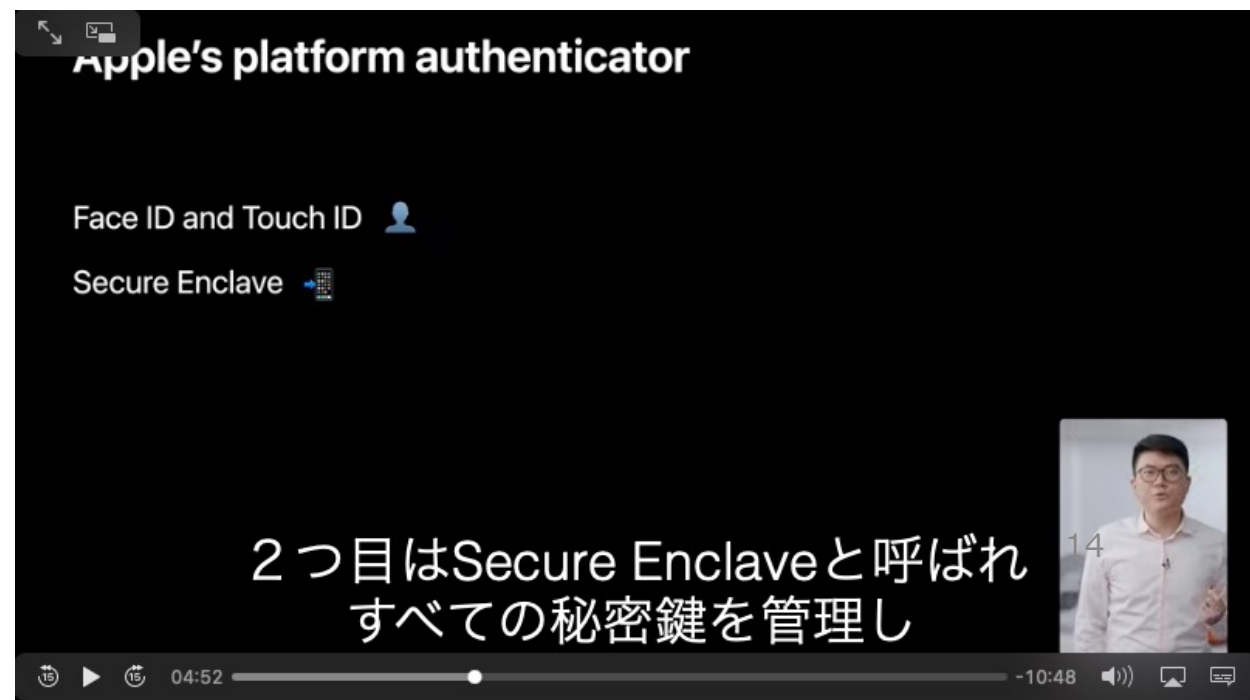 Apple's platform authenticator
Face ID and Touch ID
Secure Enclave
14
２つ目はSecure Enclaveと呼ばれ
すべての秘密鍵を管理し
15
15
04:52
-10:48